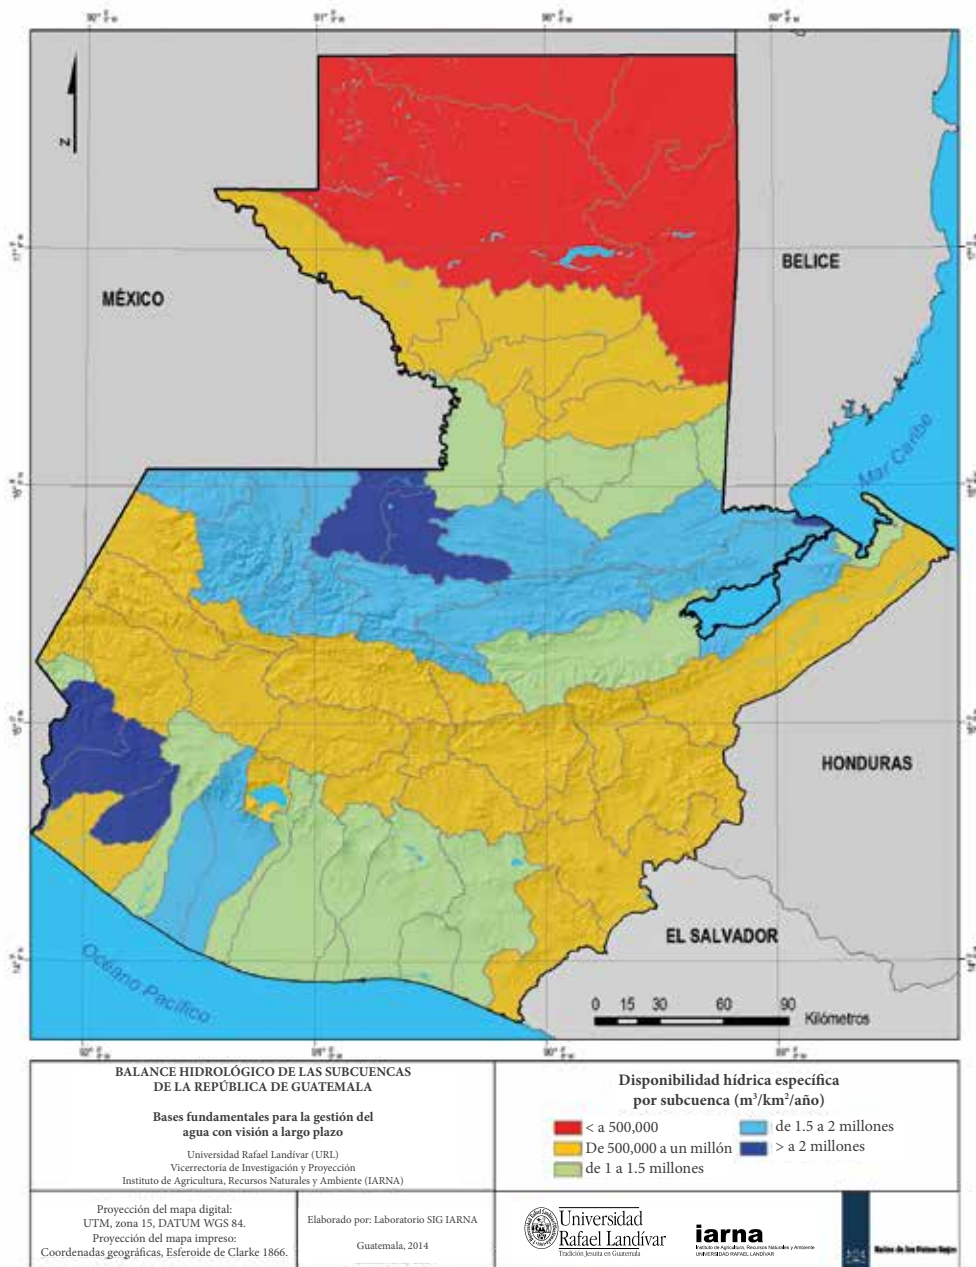 MÉXICO
BELICE
Mar Caribe
HONDURAS
EL SALVADOR
Océano Pacífico
0 15 30 60 90
Kilómetros
BALANCE HIDROLÓGICO DE LAS SUBCUENCAS
DE LA REPÚBLICA DE GUATEMALA
Bases fundamentales para la gestión del
agua con visión a largo plazo
Universidad Rafael Landívar (URL)
Vicerrectoría de Investigación y Proyección
Instituto de Agricultura, Recursos Naturales y Ambiente (IARNA)
Disponibilidad hídrica específica
por subcuenca (m³/km²/año)
< a 500,000
De 500,000 a un millón
de 1 a 1.5 millones
de 1.5 a 2 millones
> a 2 millones
Proyección del mapa digital:
UTM, zona 15, DATUM WGS 84.
Proyección del mapa impreso:
Coordenadas geográficas, Esferoide de Clarke 1866.
Elaborado por: Laboratorio SIG IARNA
Guatemala, 2014
Universidad
Rafael Landívar
Tradición Jesuita en Guatemala
iarna
Instituto de Agricultura, Recursos Naturales y Ambiente
UNIVERSIDAD RAFAEL LANDÍVAR